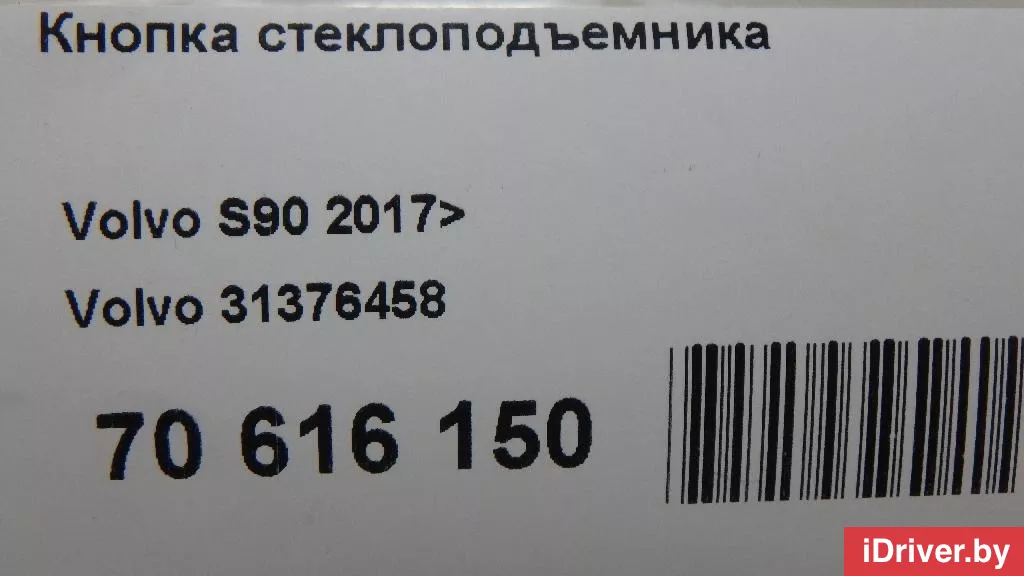 Кнопка стеклоподъемника
Volvo S90 2017>
Volvo 31376458
70 616 150
iDriver.by